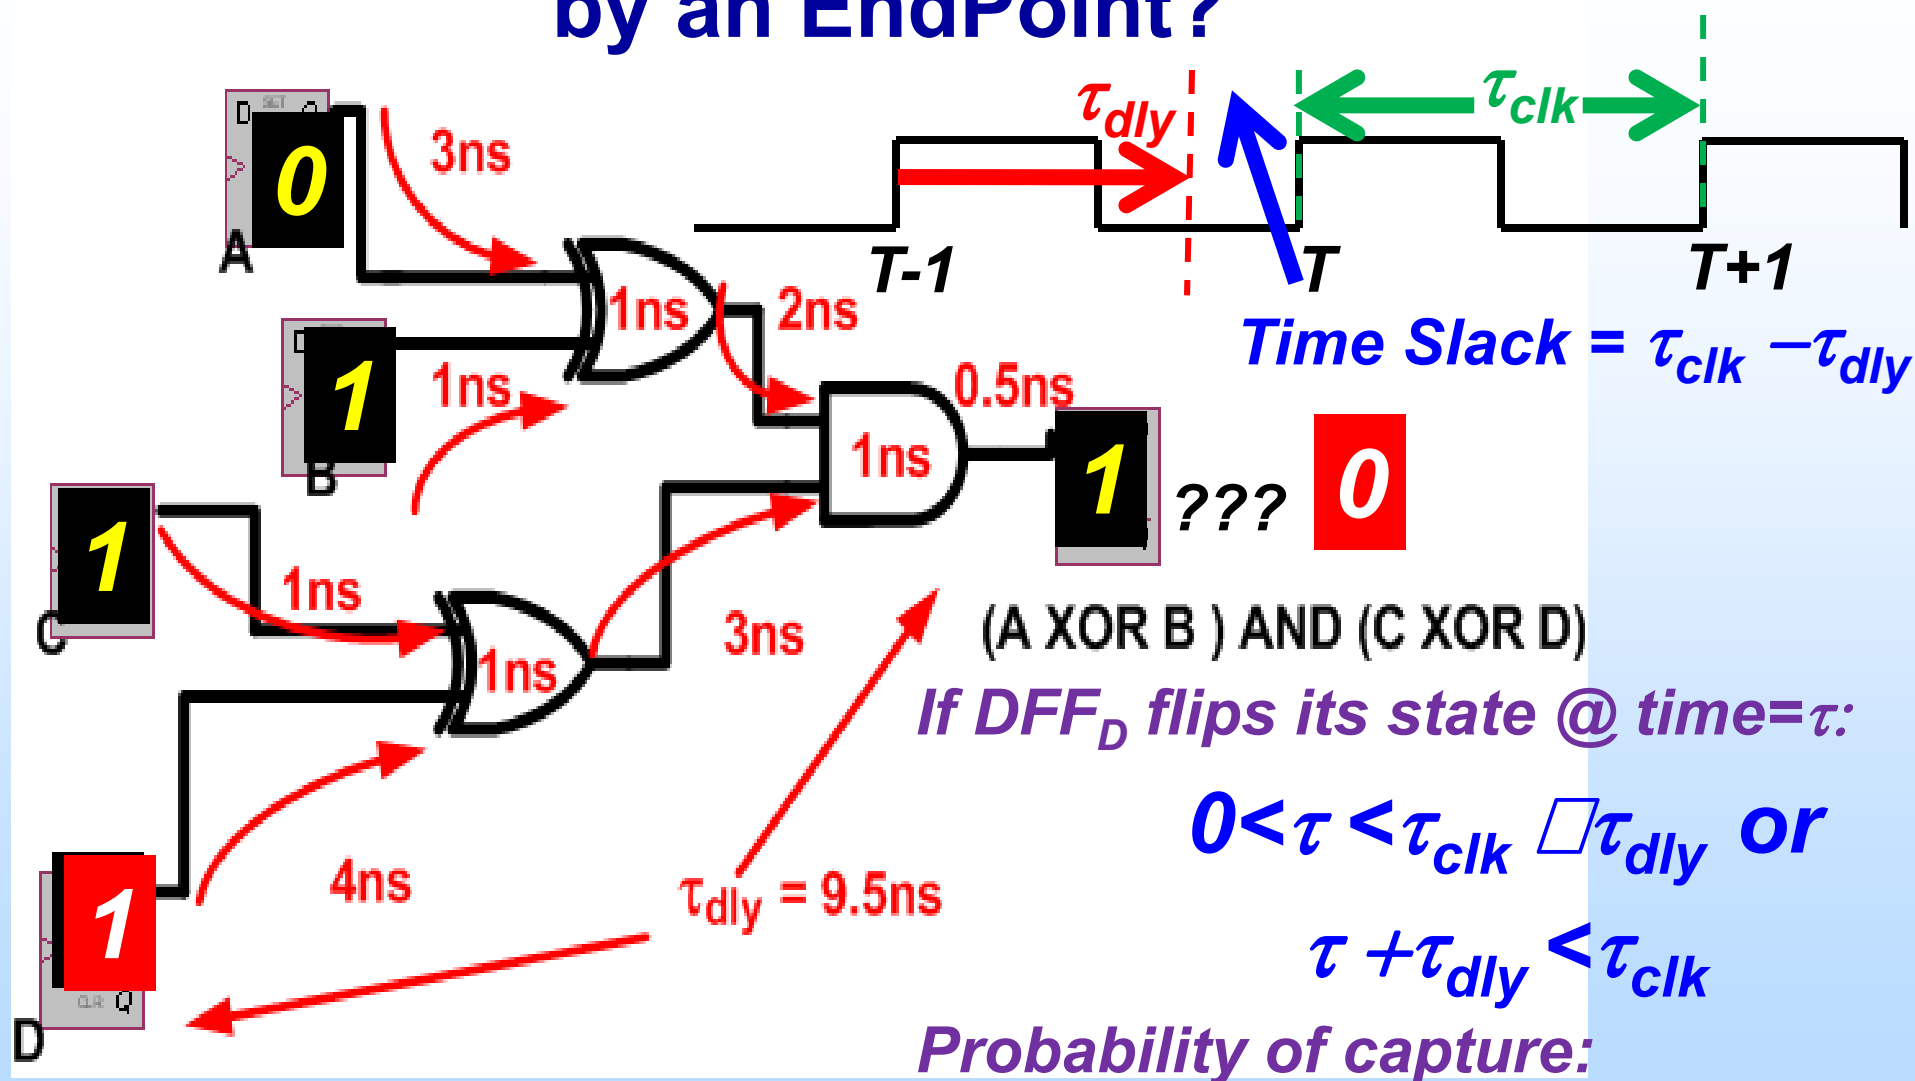 by an EndPoint?
D SET Q
0
A
3ns
τdly
τclk
T-1
T
T+1
1ns
2ns
Time Slack = τclk –τdly
1
B
1ns
0.5ns
1ns
1
???
0
1
C
1ns
1ns
3ns
(A XOR B ) AND (C XOR D)
If DFFD flips its state @ time=τ:
0<τ <τclk □τdly or
4ns
τdly = 9.5ns
1
CLR Q
D
τ +τdly <τclk
Probability of capture: